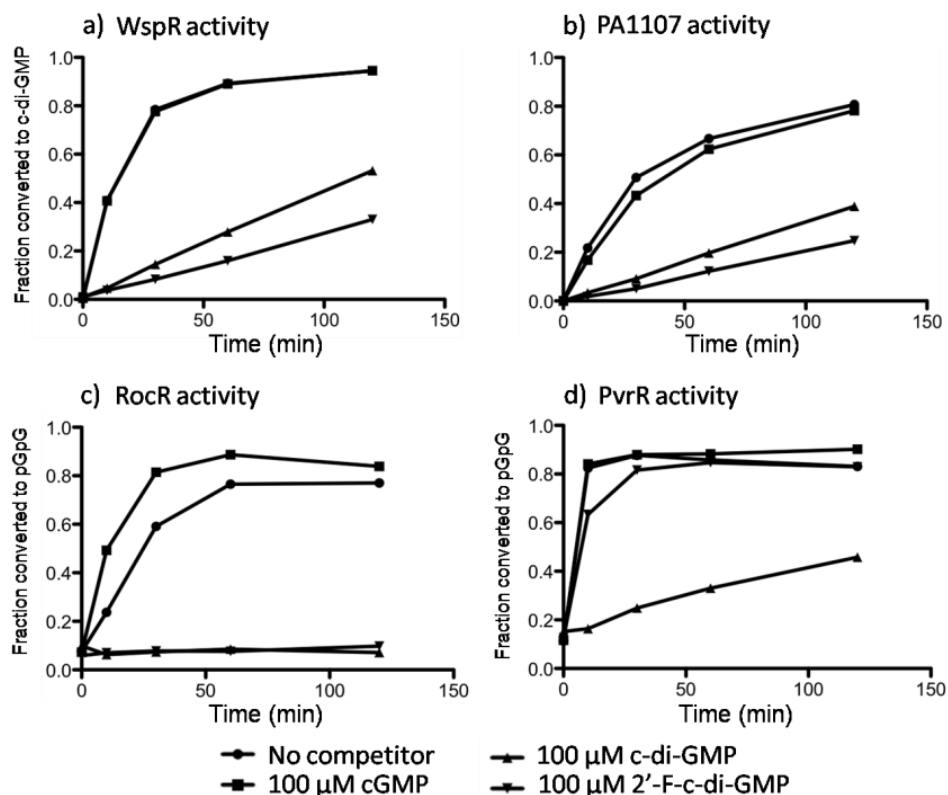 a) WspR activity
Fraction converted to c-di-GMP
1.0
0.8
0.6
0.4
0.2
0.0
0 50 100 150
Time (min)
b) PA1107 activity
1.0
0.8
0.6
0.4
0.2
0.0
0 50 100 150
Time (min)
c) RocR activity
Fraction converted to pGpG
1.0
0.8
0.6
0.4
0.2
0.0
0 50 100 150
Time (min)
d) PvrR activity
Fraction converted to pGpG
1.0
0.8
0.6
0.4
0.2
0.0
0 50 100 150
Time (min)
No competitor
100 μM cGMP
100 μM c-di-GMP
100 μM 2’-F-c-di-GMP